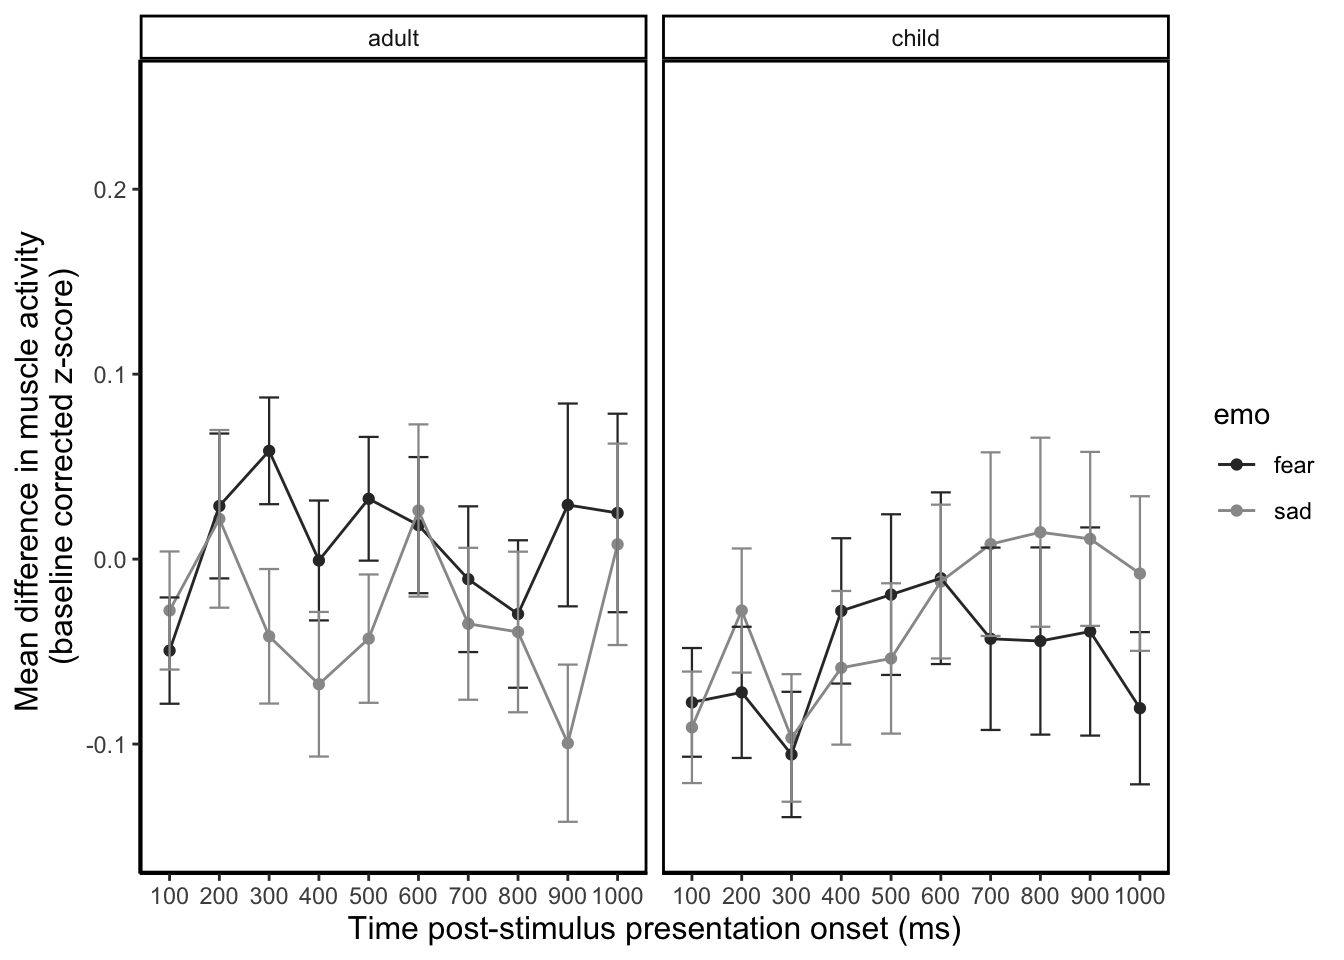 adult
child
Mean difference in muscle activity
(baseline corrected z-score)
0.2
0.1
0.0
-0.1
100 200 300 400 500 600 700 800 900 1000
100 200 300 400 500 600 700 800 900 1000
Time post-stimulus presentation onset (ms)
emo
fear
sad